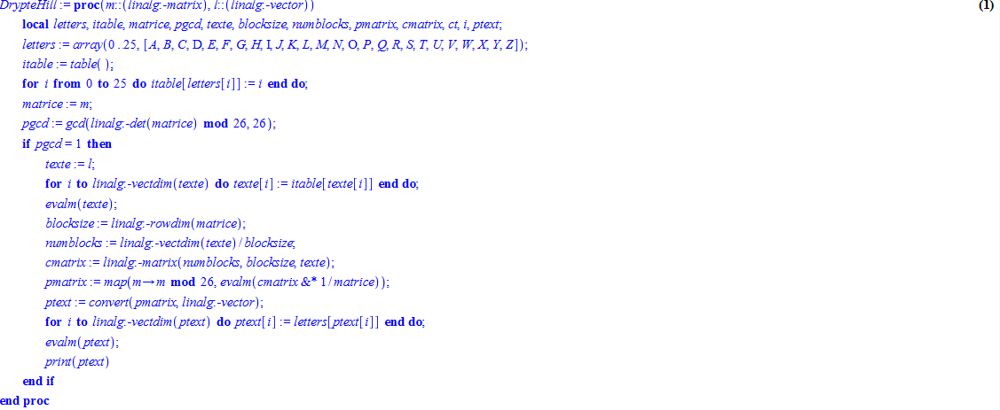 DrypteHill := proc(m::(linalg:-matrix), l::(linalg:-vector)) (1)
local letters, itable, matrice, pgcd, texte, blocksize, numblocks, pmatrix, cmatrix, ct, i, ptext;
letters := array(0 .. 25, [A, B, C, D, E, F, G, H, I, J, K, L, M, N, O, P, Q, R, S, T, U, V, W, X, Y, Z]);
itable := table( );
for i from 0 to 25 do itable[letters[i]] := i end do;
matrice := m;
pgcd := gcd(linalg:-det(matrice) mod 26, 26);
if pgcd = 1 then
texte := l;
for i to linalg:-vectdim(texte) do texte[i] := itable[texte[i]] end do;
evalm(texte);
blocksize := linalg:-rowdim(matrice);
numblocks := linalg:-vectdim(texte) / blocksize;
cmatrix := linalg:-matrix(numblocks, blocksize, texte);
pmatrix := map(m→m mod 26, evalm(cmatrix &* 1 / matrice));
ptext := convert(pmatrix, linalg:-vector);
for i to linalg:-vectdim(ptext) do ptext[i] := letters[ptext[i]] end do;
evalm(ptext);
print(ptext)
end if
end proc